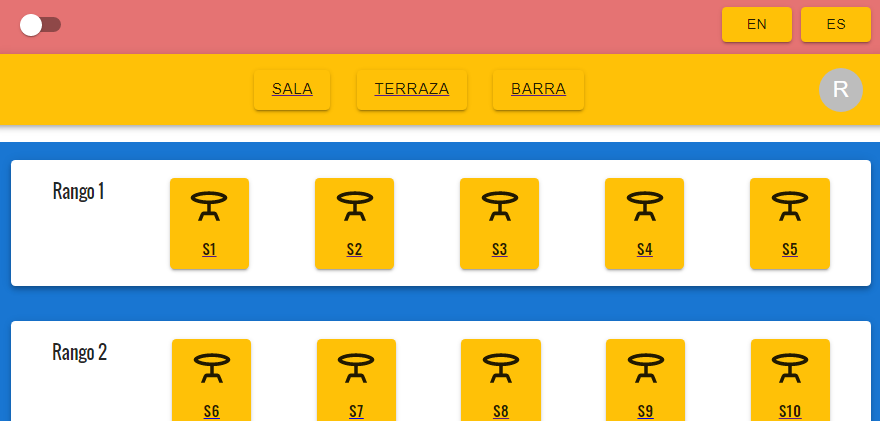 EN ES
SALA TERRAZA BARRA R
Rango 1
S1 S2 S3 S4 S5
Rango 2
S6 S7 S8 S9 S10